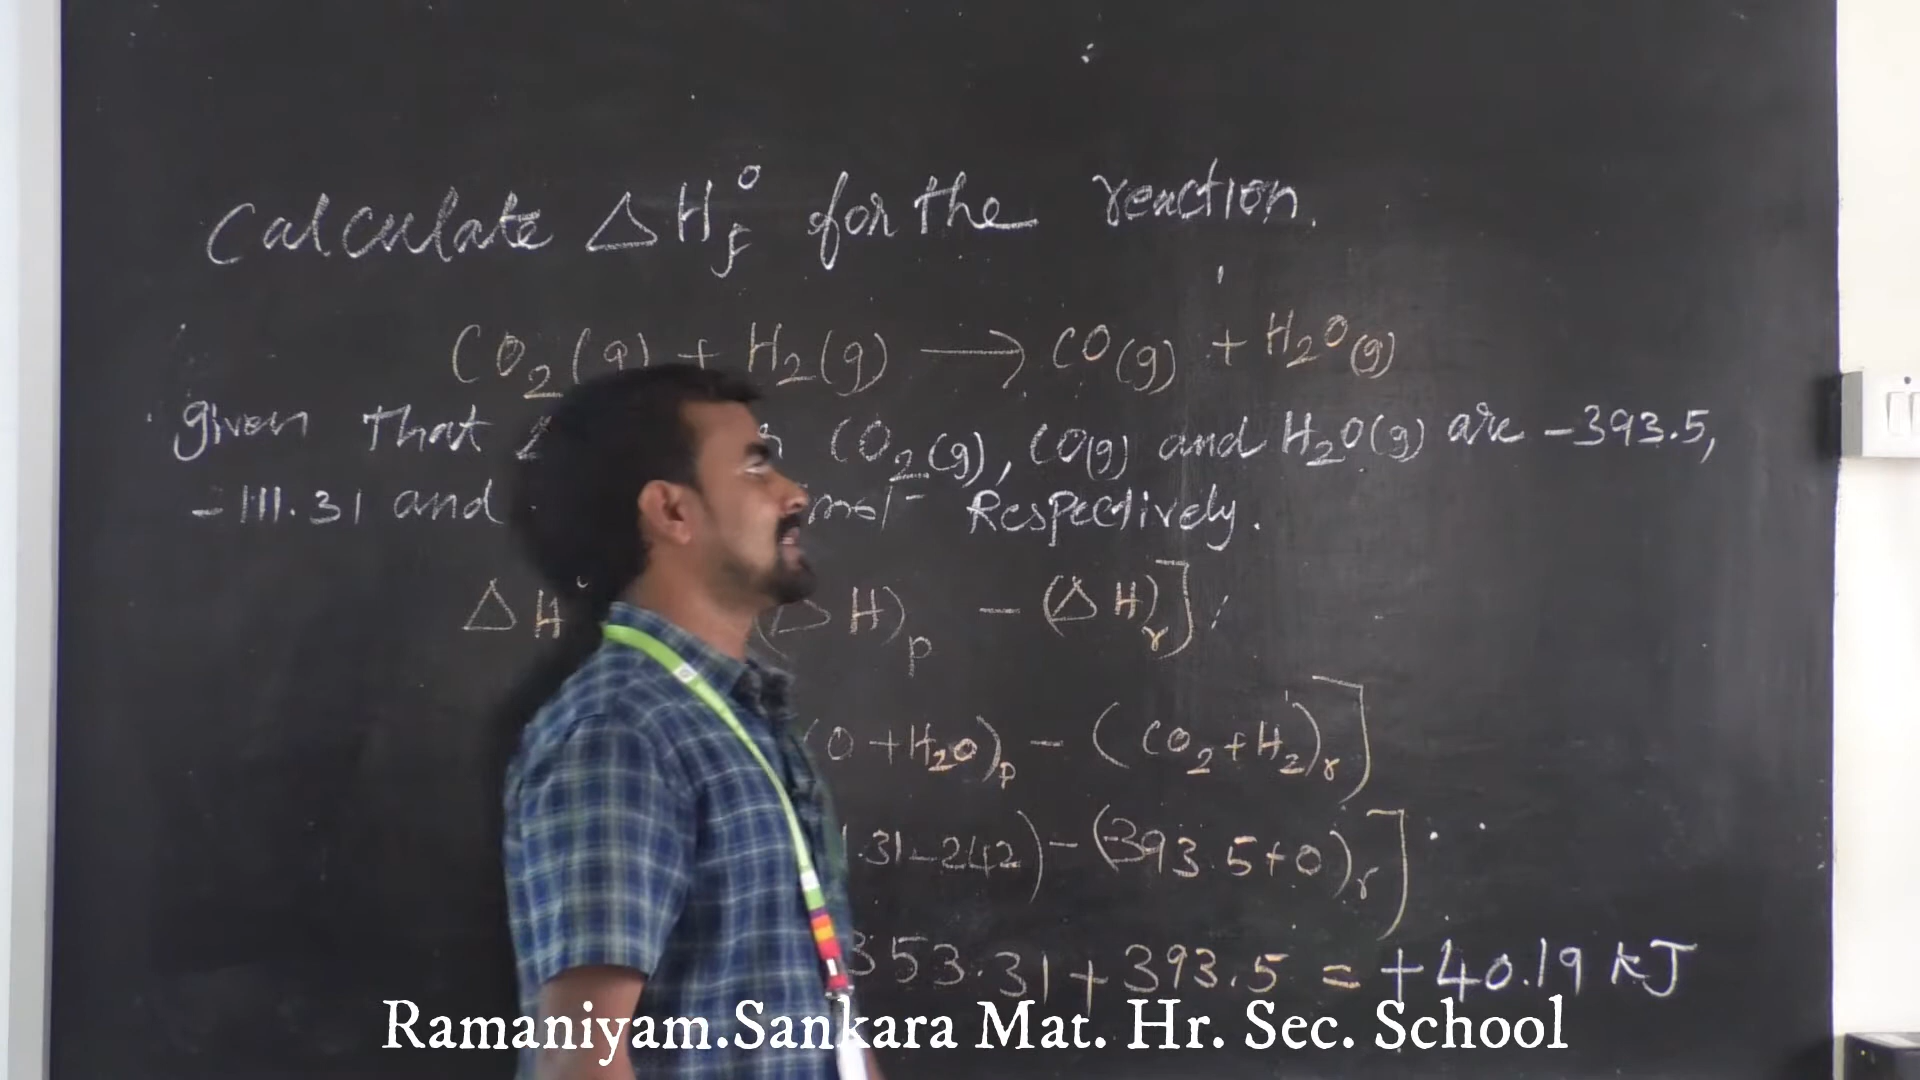 Calculate ΔH°f for the reaction.
CO₂(g) + H₂(g) → CO(g) + H₂O(g)
given that CO₂(g), CO(g) and H₂O(g) are -393.5,
-111.31 and mol⁻ Respectively.
ΔH° ΔH)p - (ΔH)r]
O + H₂O)p - (CO₂ + H₂)r]
.31-242) - (-393.5+0)r]
353.31 + 393.5 = +40.19 kJ
Ramaniyam.Sankara Mat. Hr. Sec. School